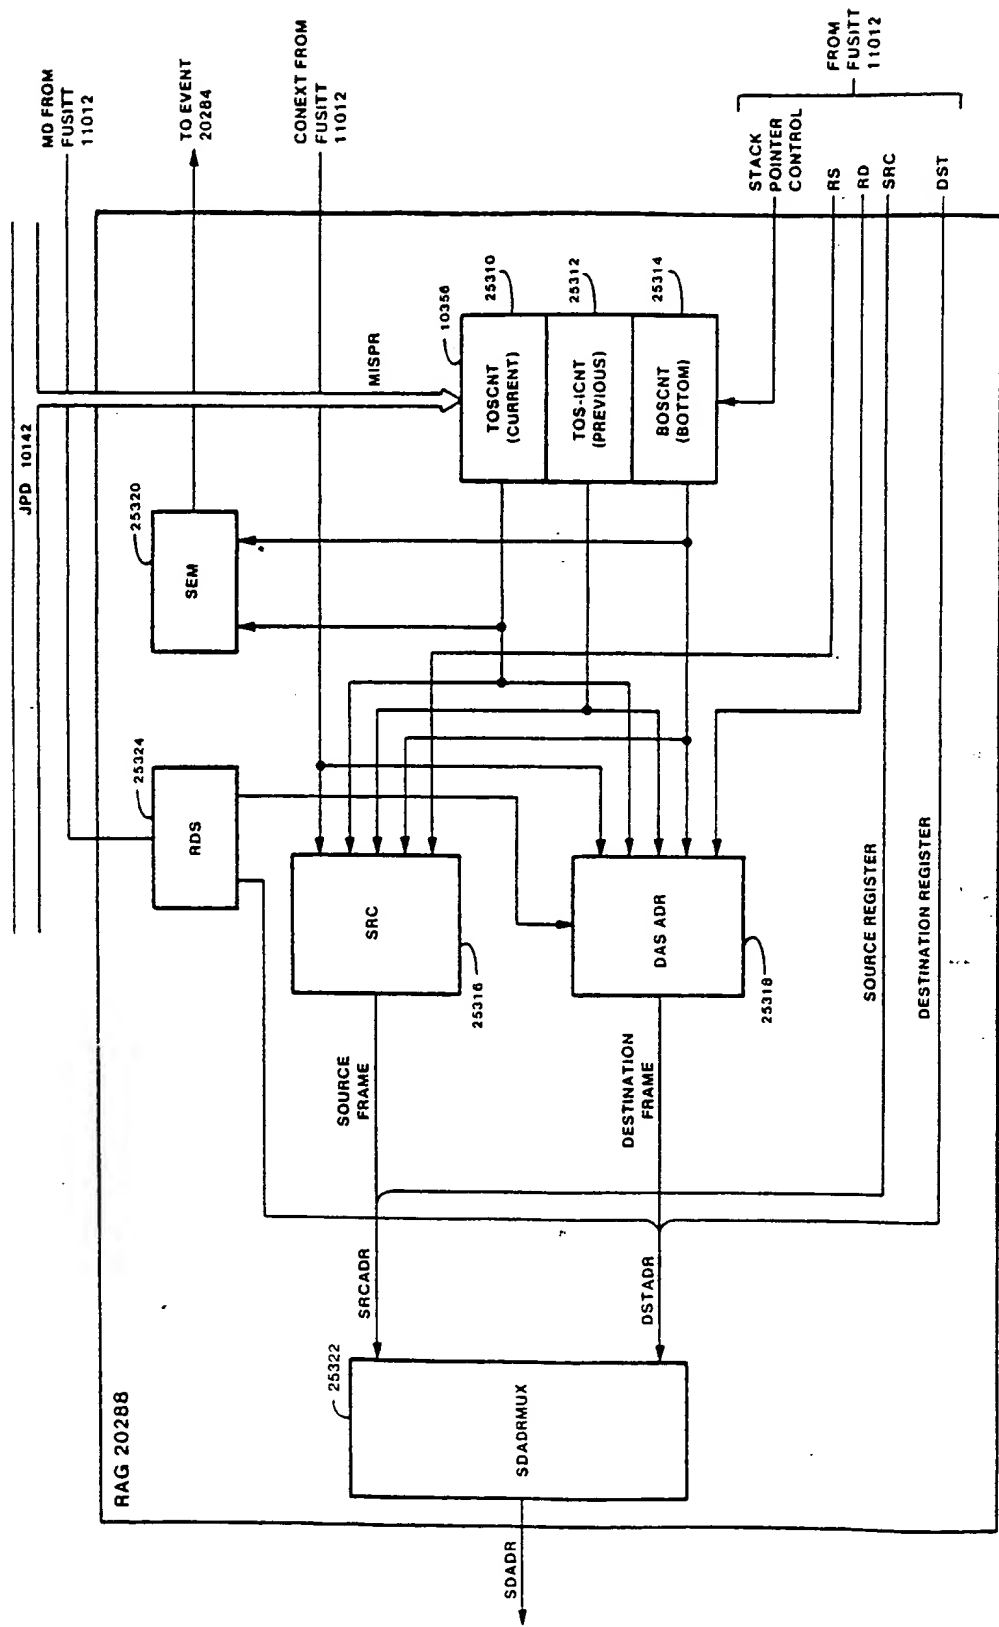 RAG 20288
JPD 10142
MD FROM
FUSITT
11012
TO EVENT
20284
CONEXT FROM
FUSITT
11012
25320
SEM
25324
RDS
MISPR
10356
TOSCNT
(CURRENT)
25310
TOS-ICNT
(PREVIOUS)
25312
BOSCNT
(BOTTOM)
25314
STACK
POINTER
CONTROL
RS
RD
SRC
DST
FROM
FUSITT
11012
SRC
25316
DAS ADR
25318
SOURCE
FRAME
DESTINATION
FRAME
SOURCE REGISTER
DESTINATION REGISTER
SRCADR
DSTADR
25322
SDADRMUX
SDADR